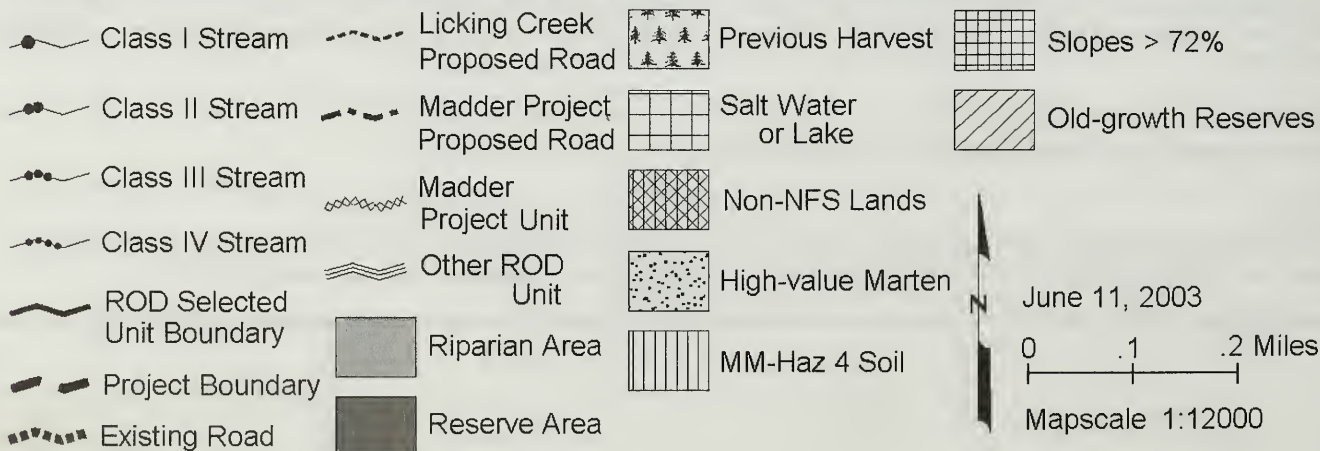 Class I Stream
Class II Stream
Class III Stream
Class IV Stream
ROD Selected
Unit Boundary
Project Boundary
Existing Road
Licking Creek
Proposed Road
Madder Project
Proposed Road
Madder
Project Unit
Other ROD
Unit
Riparian Area
Reserve Area
Previous Harvest
Salt Water
or Lake
Non-NFS Lands
High-value Marten
MM-Haz 4 Soil
Slopes > 72%
Old-growth Reserves
N
June 11, 2003
0 .1 .2 Miles
Mapscale 1:12000